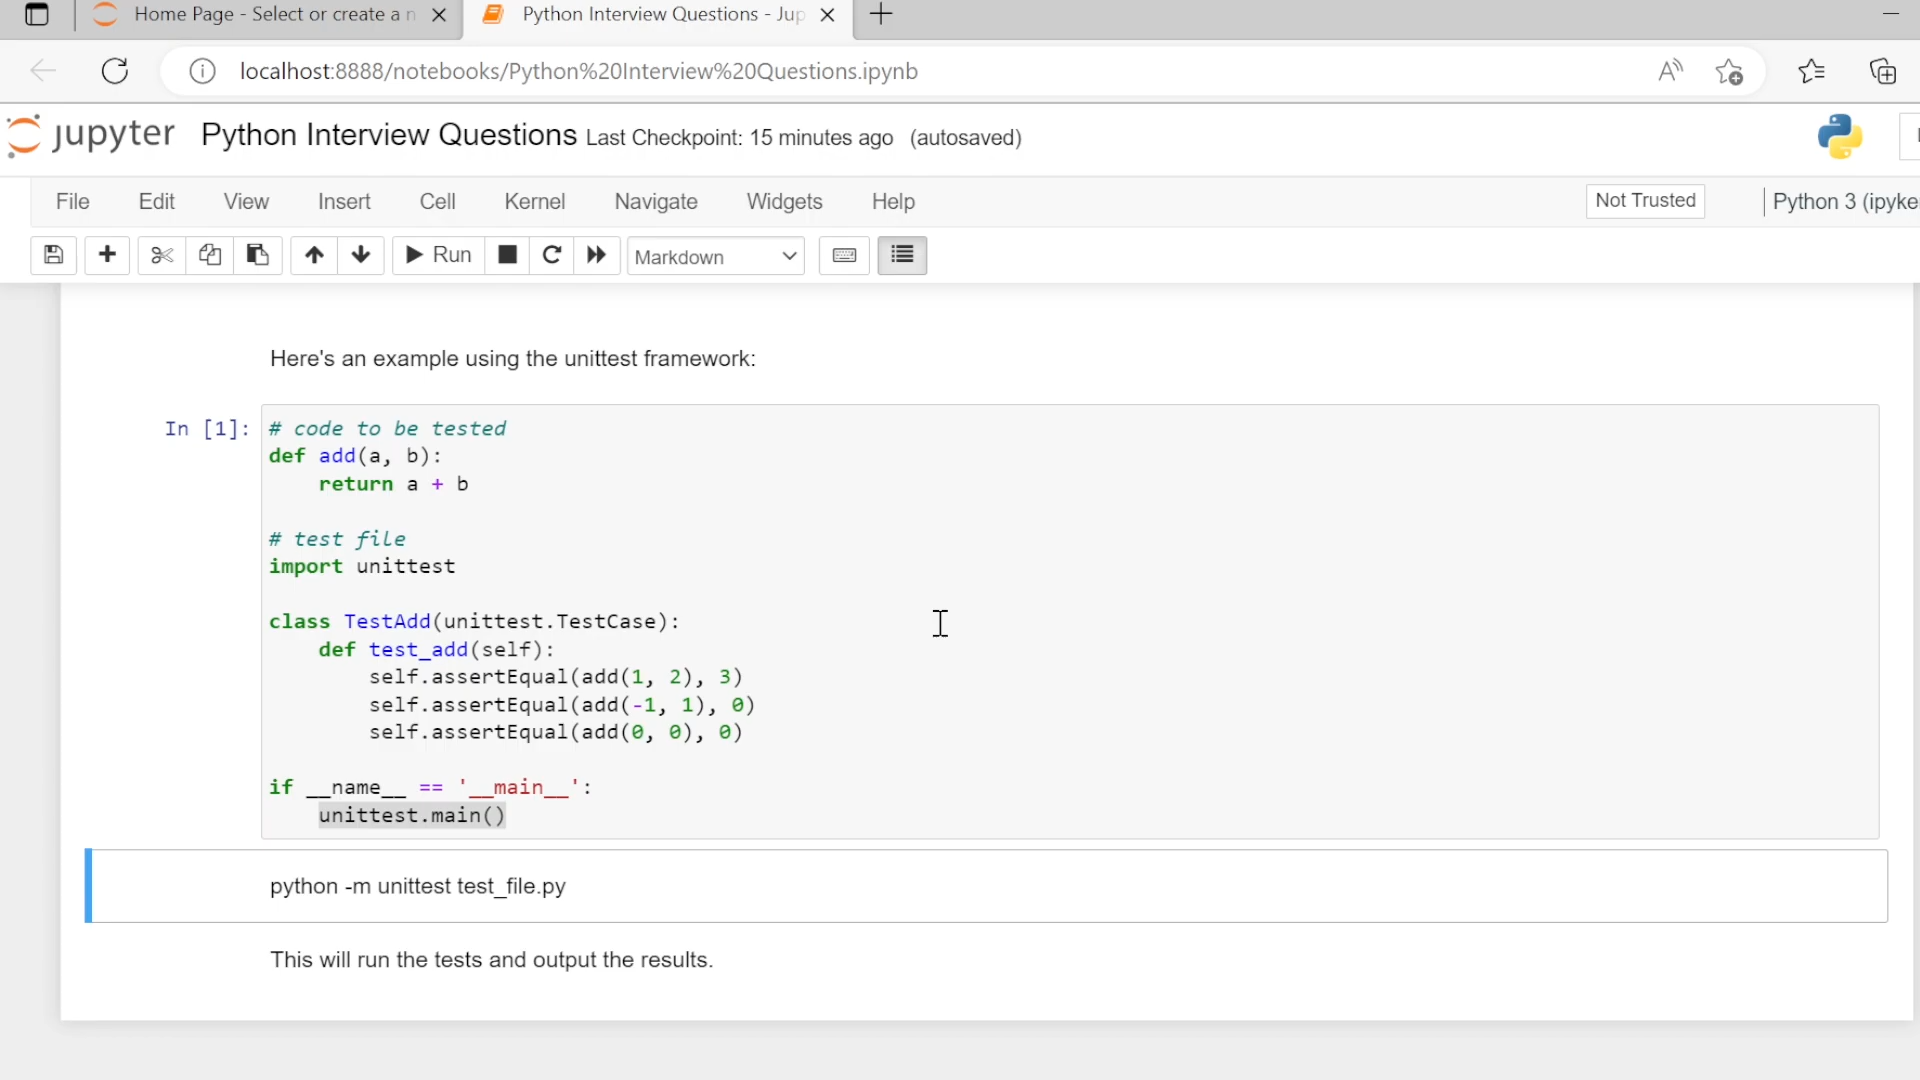 Home Page - Select or create a n
Python Interview Questions - Jup
localhost:8888/notebooks/Python%20Interview%20Questions.ipynb
jupyter Python Interview Questions Last Checkpoint: 15 minutes ago (autosaved)
File Edit View Insert Cell Kernel Navigate Widgets Help Not Trusted Python 3 (ipyke
Run Markdown
Here's an example using the unittest framework:
In [1]: # code to be tested
def add(a, b):
    return a + b
# test file
import unittest
class TestAdd(unittest.TestCase):
    def test_add(self):
        self.assertEqual(add(1, 2), 3)
        self.assertEqual(add(-1, 1), 0)
        self.assertEqual(add(0, 0), 0)
if __name__ == '__main__':
    unittest.main()
python -m unittest test_file.py
This will run the tests and output the results.